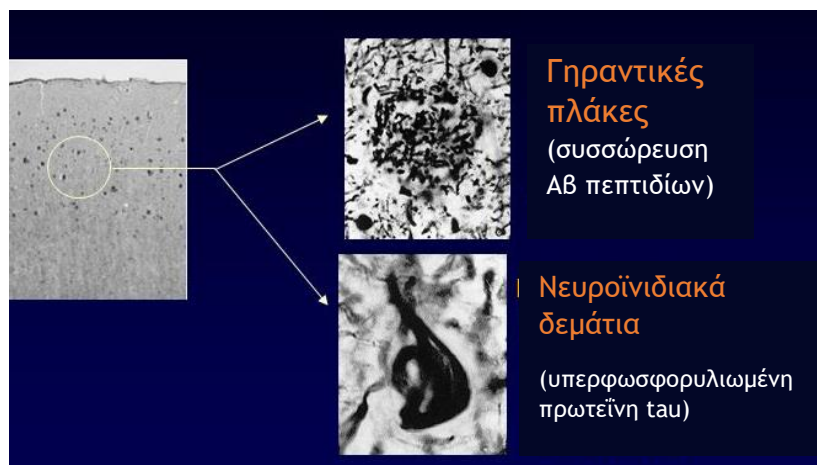 Γηραντικές
πλάκες
(συσσώρευση
Αβ πεπτιδίων)
Νευροϊνιδιακά
δεμάτια
(υπερφωσφορυλιωμένη
πρωτεΐνη tau)